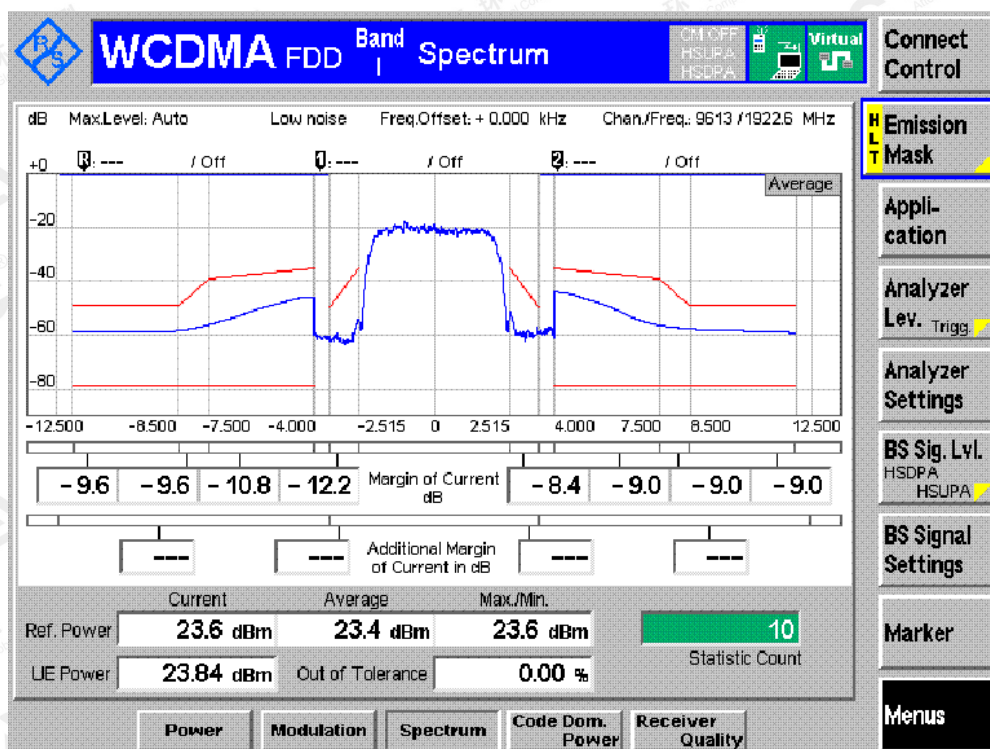 R S
WCDMA FDD Band I Spectrum
CM OFF
HSUPA
HSDPA
Virtual
Connect Control
dB Max.Level: Auto Low noise Freq.Offset: + 0.000 kHz Chan./Freq.: 9613 / 1922.6 MHz
HLT
Emission Mask
R: --- / Off 1: --- / Off 2: --- / Off
Average
+0
-20
-40
-60
-80
-12.500 -8.500 -7.500 -4.000 -2.515 0 2.515 4.000 7.500 8.500 12.500
Appli-
cation
Analyzer
Lev. Trigg.
Analyzer
Settings
- 9.6 - 9.6 - 10.8 - 12.2 Margin of Current dB - 8.4 - 9.0 - 9.0 - 9.0
BS Sig. Lvl.
HSDPA
HSUPA
--- --- Additional Margin of Current in dB --- ---
BS Signal
Settings
Current Average Max./Min.
Ref. Power 23.6 dBm 23.4 dBm 23.6 dBm 10
Statistic Count
UE Power 23.84 dBm Out of Tolerance 0.00 %
Marker
Menus
Power Modulation Spectrum Code Dom. Power Receiver Quality